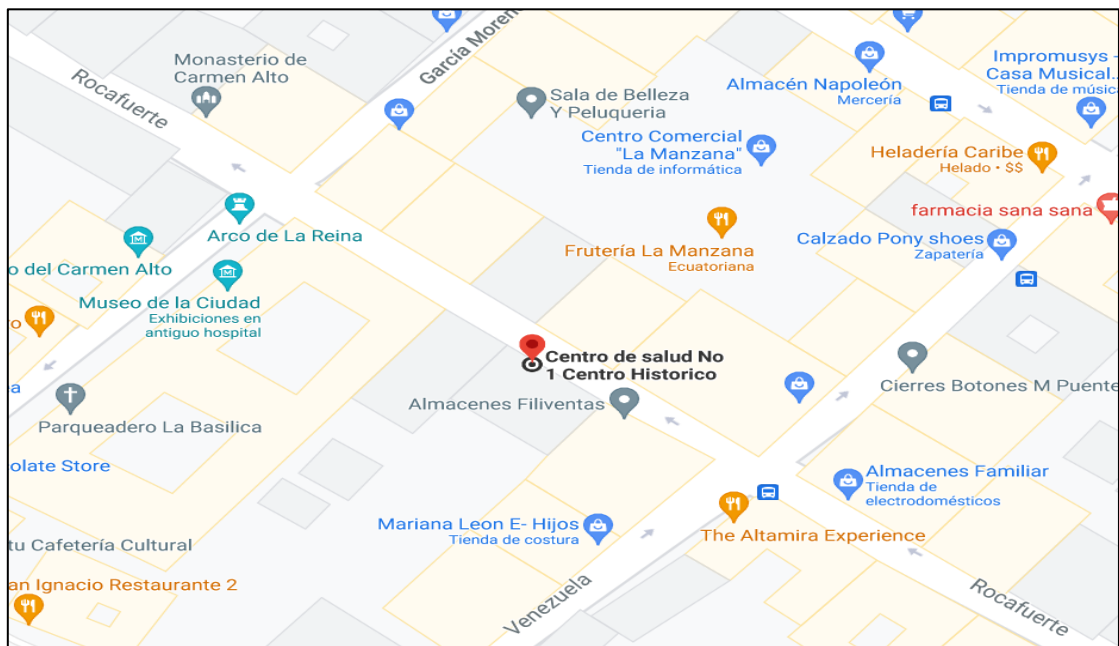 Monasterio de
Carmen Alto
García Moreno
Rocafuerte
Sala de Belleza
Y Peluqueria
Almacén Napoleón
Mercería
Impromusys -
Casa Musical...
Tienda de música
Centro Comercial
"La Manzana"
Tienda de informática
Heladería Caribe
Helado • $$
farmacia sana sana
Arco de La Reina
Frutería La Manzana
Ecuatoriana
Calzado Pony shoes
Zapatería
o del Carmen Alto
Museo de la Ciudad
Exhibiciones en
antiguo hospital
ro
Centro de salud No
1 Centro Historico
Cierres Botones M Puente
a
Almacenes Filiventas
Parqueadero La Basilica
olate Store
Almacenes Familiar
Tienda de
electrodomésticos
Mariana Leon E- Hijos
Tienda de costura
The Altamira Experience
tu Cafetería Cultural
an Ignacio Restaurante 2
Venezuela
Rocafuerte